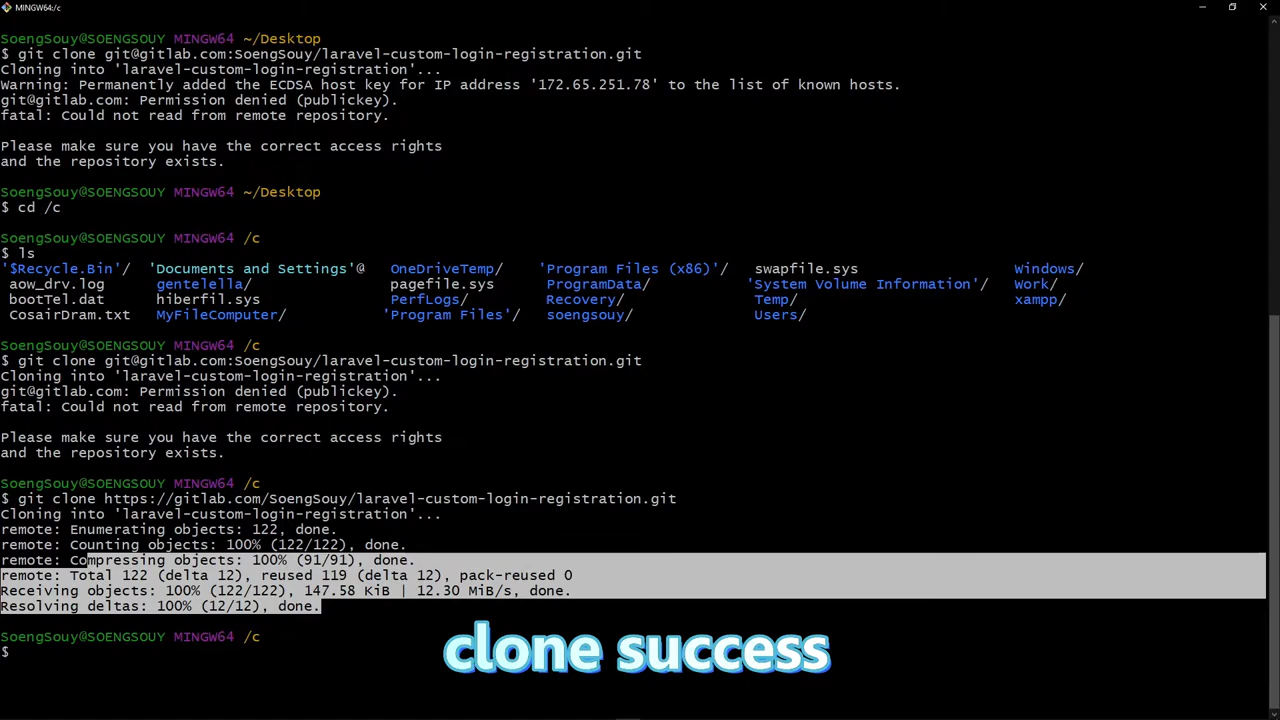 MINGW64:/c
SoengSouy@SOENGSOUY MINGW64 ~/Desktop
$ git clone git@gitlab.com:SoengSouy/laravel-custom-login-registration.git
Cloning into 'laravel-custom-login-registration'...
Warning: Permanently added the ECDSA host key for IP address '172.65.251.78' to the list of known hosts.
git@gitlab.com: Permission denied (publickey).
fatal: Could not read from remote repository.
Please make sure you have the correct access rights
and the repository exists.
SoengSouy@SOENGSOUY MINGW64 ~/Desktop
$ cd /c
SoengSouy@SOENGSOUY MINGW64 /c
$ ls
'$Recycle.Bin'/ 'Documents and Settings'@ OneDriveTemp/ 'Program Files (x86)'/ swapfile.sys Windows/
aow_drv.log gentelella/ pagefile.sys ProgramData/ 'System Volume Information'/ Work/
bootTel.dat hiberfil.sys PerfLogs/ Recovery/ Temp/ xampp/
CosairDram.txt MyFileComputer/ 'Program Files'/ soengsouy/ Users/
SoengSouy@SOENGSOUY MINGW64 /c
$ git clone git@gitlab.com:SoengSouy/laravel-custom-login-registration.git
Cloning into 'laravel-custom-login-registration'...
git@gitlab.com: Permission denied (publickey).
fatal: Could not read from remote repository.
Please make sure you have the correct access rights
and the repository exists.
SoengSouy@SOENGSOUY MINGW64 /c
$ git clone https://gitlab.com/SoengSouy/laravel-custom-login-registration.git
Cloning into 'laravel-custom-login-registration'...
remote: Enumerating objects: 122, done.
remote: Counting objects: 100% (122/122), done.
remote: Compressing objects: 100% (91/91), done.
remote: Total 122 (delta 12), reused 119 (delta 12), pack-reused 0
Receiving objects: 100% (122/122), 147.58 KiB | 12.30 MiB/s, done.
Resolving deltas: 100% (12/12), done.
SoengSouy@SOENGSOUY MINGW64 /c
$
clone success